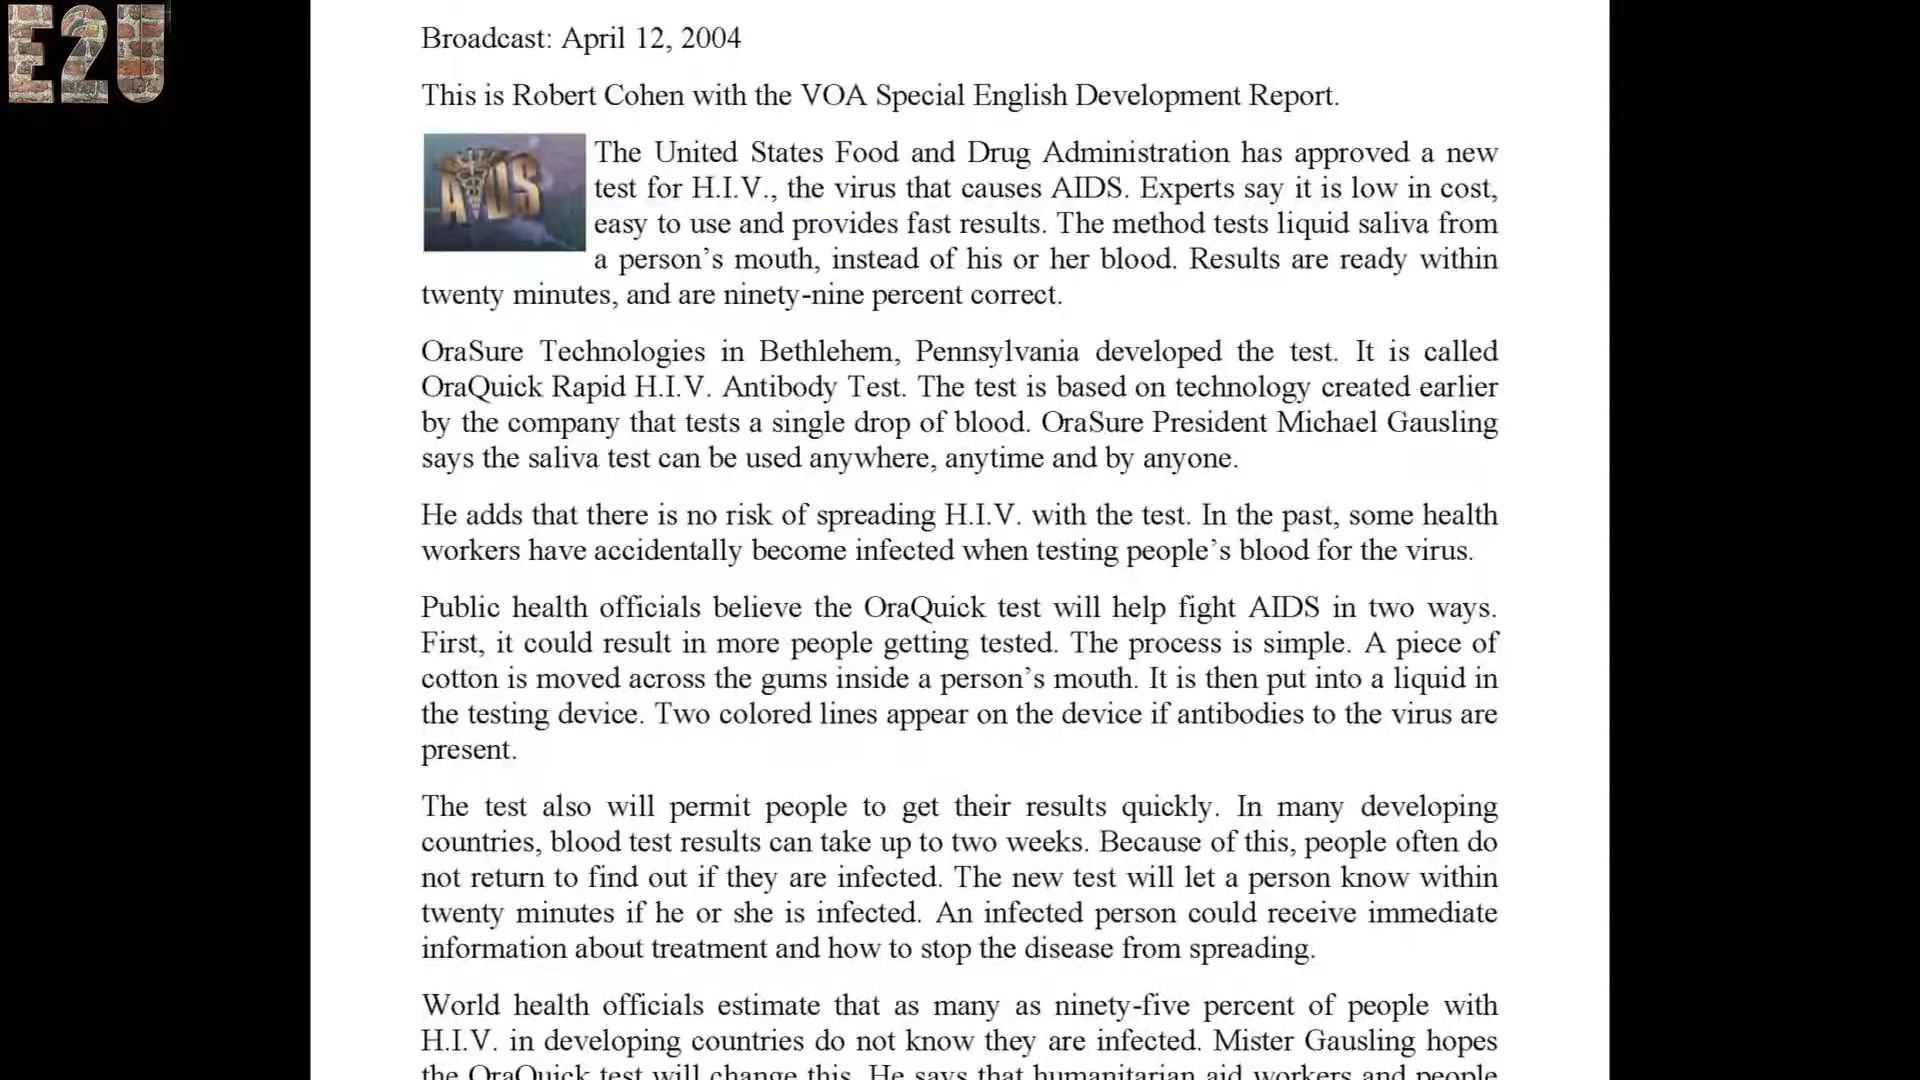 E2U
Broadcast: April 12, 2004
This is Robert Cohen with the VOA Special English Development Report.
AIDS
The United States Food and Drug Administration has approved a new
test for H.I.V., the virus that causes AIDS. Experts say it is low in cost,
easy to use and provides fast results. The method tests liquid saliva from
a person’s mouth, instead of his or her blood. Results are ready within
twenty minutes, and are ninety-nine percent correct.
OraSure Technologies in Bethlehem, Pennsylvania developed the test. It is called
OraQuick Rapid H.I.V. Antibody Test. The test is based on technology created earlier
by the company that tests a single drop of blood. OraSure President Michael Gausling
says the saliva test can be used anywhere, anytime and by anyone.
He adds that there is no risk of spreading H.I.V. with the test. In the past, some health
workers have accidentally become infected when testing people’s blood for the virus.
Public health officials believe the OraQuick test will help fight AIDS in two ways.
First, it could result in more people getting tested. The process is simple. A piece of
cotton is moved across the gums inside a person’s mouth. It is then put into a liquid in
the testing device. Two colored lines appear on the device if antibodies to the virus are
present.
The test also will permit people to get their results quickly. In many developing
countries, blood test results can take up to two weeks. Because of this, people often do
not return to find out if they are infected. The new test will let a person know within
twenty minutes if he or she is infected. An infected person could receive immediate
information about treatment and how to stop the disease from spreading.
World health officials estimate that as many as ninety-five percent of people with
H.I.V. in developing countries do not know they are infected. Mister Gausling hopes
the OraQuick test will change this. He says that humanitarian aid workers and people